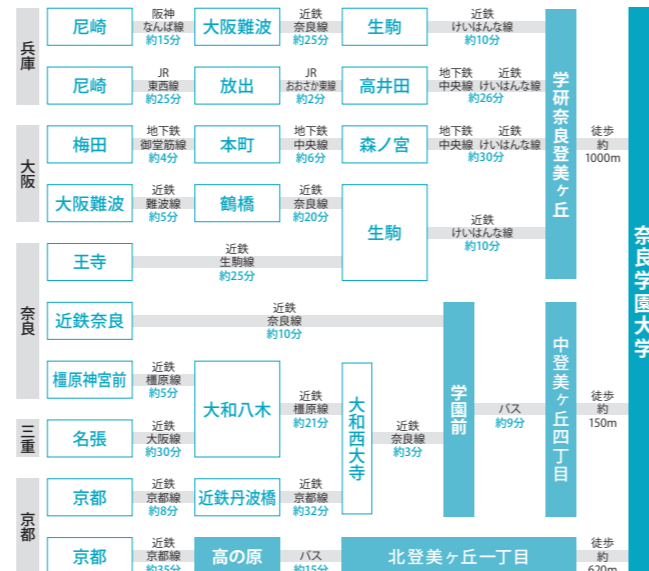 兵庫
尼崎
阪神
なんば線
約15分
大阪難波
近鉄
奈良線
約25分
生駒
近鉄
けいはんな線
約10分
尼崎
JR
東西線
約25分
放出
JR
おおさか東線
約2分
高井田
地下鉄 近鉄
中央線 けいはんな線
約26分
学研奈良登美ヶ丘
徒歩
約
1000m
奈良学園大学
大阪
梅田
地下鉄
御堂筋線
約4分
本町
地下鉄
中央線
約6分
森ノ宮
地下鉄 近鉄
中央線 けいはんな線
約30分
大阪難波
近鉄
難波線
約5分
鶴橋
近鉄
奈良線
約20分
生駒
近鉄
けいはんな線
約10分
奈良
王寺
近鉄
生駒線
約25分
近鉄奈良
近鉄
奈良線
約10分
学園前
バス
約9分
中登美ヶ丘四丁目
徒歩
約
150m
橿原神宮前
近鉄
橿原線
約5分
大和八木
近鉄
橿原線
約21分
大和西大寺
近鉄
奈良線
約3分
三重
名張
近鉄
大阪線
約30分
京都
京都
近鉄
京都線
約8分
近鉄丹波橋
近鉄
京都線
約32分
京都
近鉄
京都線
約35分
高の原
バス
約15分
北登美ヶ丘一丁目
徒歩
約
620m